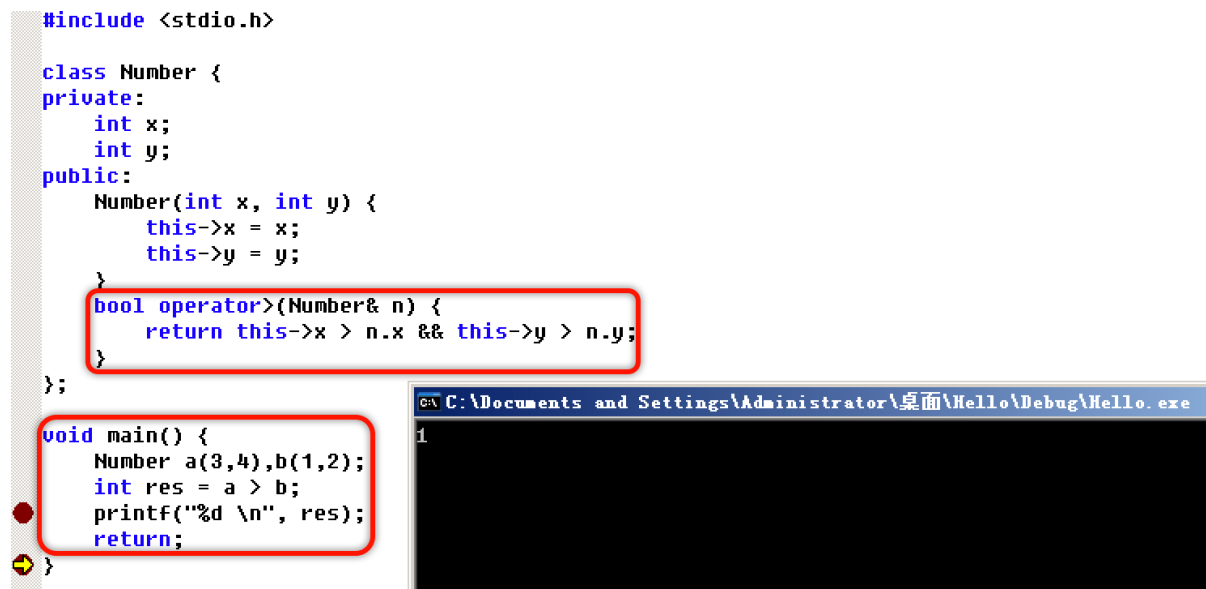 #include <stdio.h>
class Number {
private:
    int x;
    int y;
public:
    Number(int x, int y) {
        this->x = x;
        this->y = y;
    }
    bool operator>(Number& n) {
        return this->x > n.x && this->y > n.y;
    }
};
void main() {
    Number a(3,4),b(1,2);
    int res = a > b;
    printf("%d \n", res);
    return;
}
C:\Documents and Settings\Administrator\桌面\Hello\Debug\Hello.exe
1